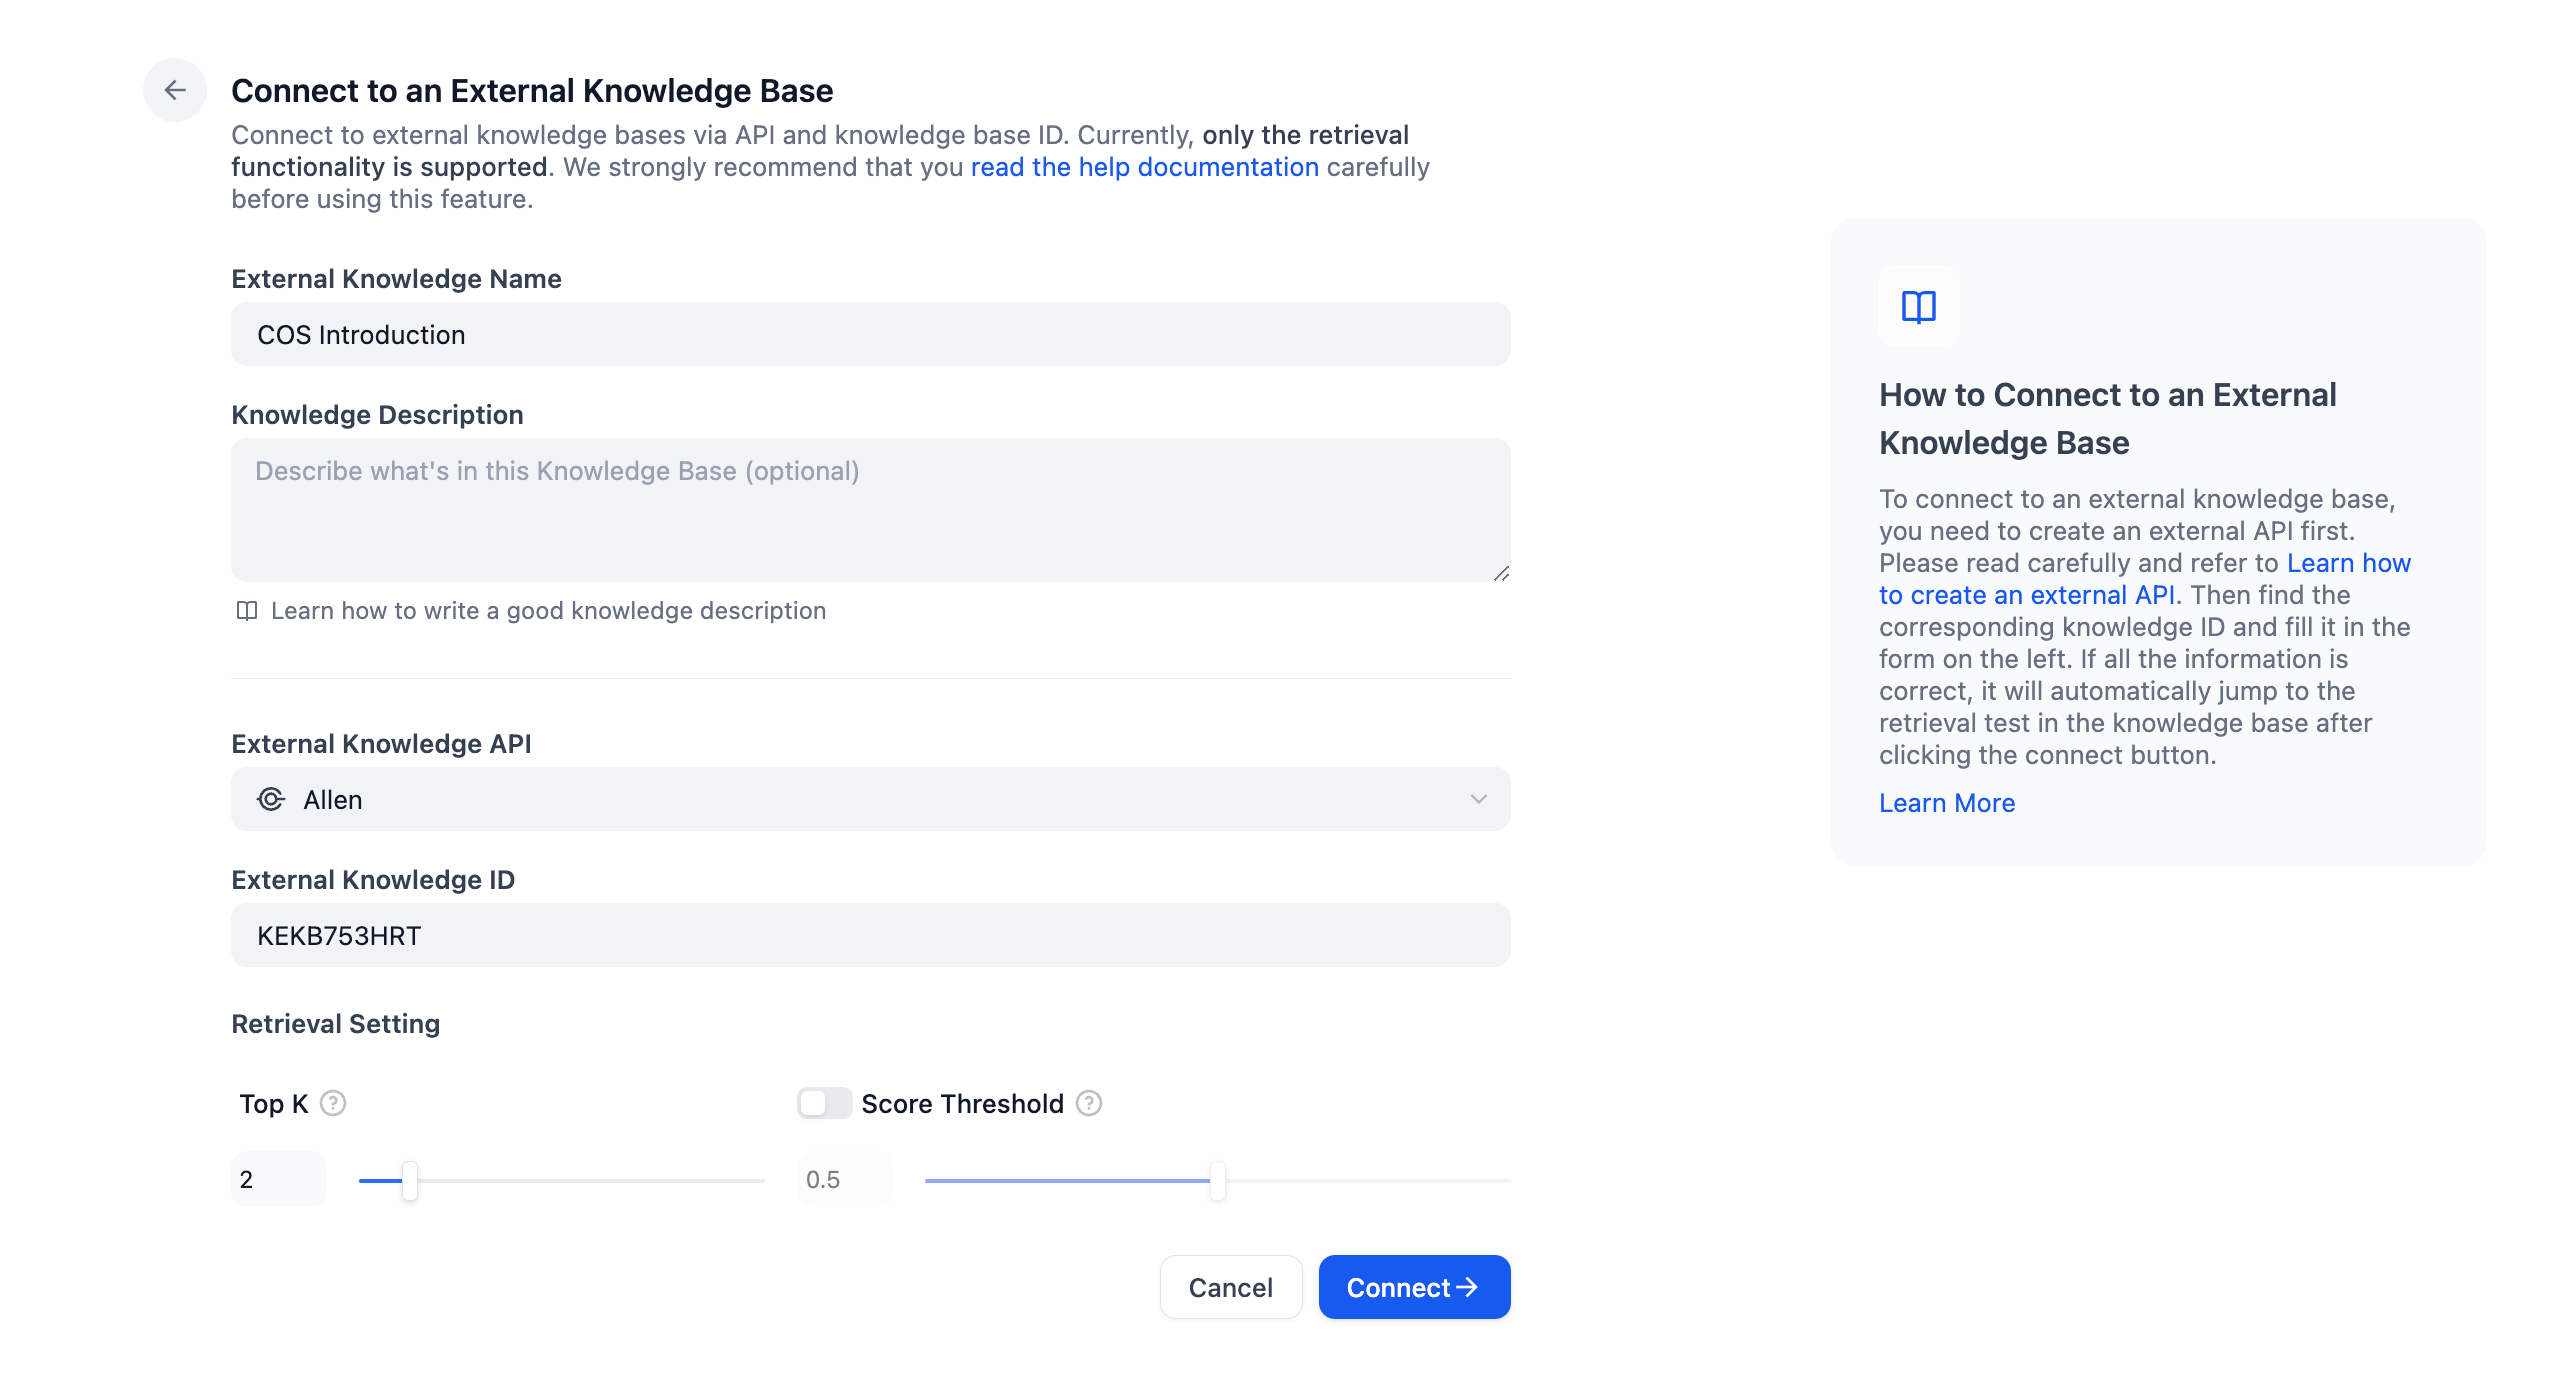 Connect to an External Knowledge Base
Connect to external knowledge bases via API and knowledge base ID. Currently, only the retrieval
functionality is supported. We strongly recommend that you read the help documentation carefully
before using this feature.
External Knowledge Name
COS Introduction
Knowledge Description
Describe what's in this Knowledge Base (optional)
Learn how to write a good knowledge description
External Knowledge API
Allen
External Knowledge ID
KEKB753HRT
Retrieval Setting
Top K ?
Score Threshold ?
2
0.5
Cancel
Connect →
How to Connect to an External
Knowledge Base
To connect to an external knowledge base,
you need to create an external API first.
Please read carefully and refer to Learn how
to create an external API. Then find the
corresponding knowledge ID and fill it in the
form on the left. If all the information is
correct, it will automatically jump to the
retrieval test in the knowledge base after
clicking the connect button.
Learn More